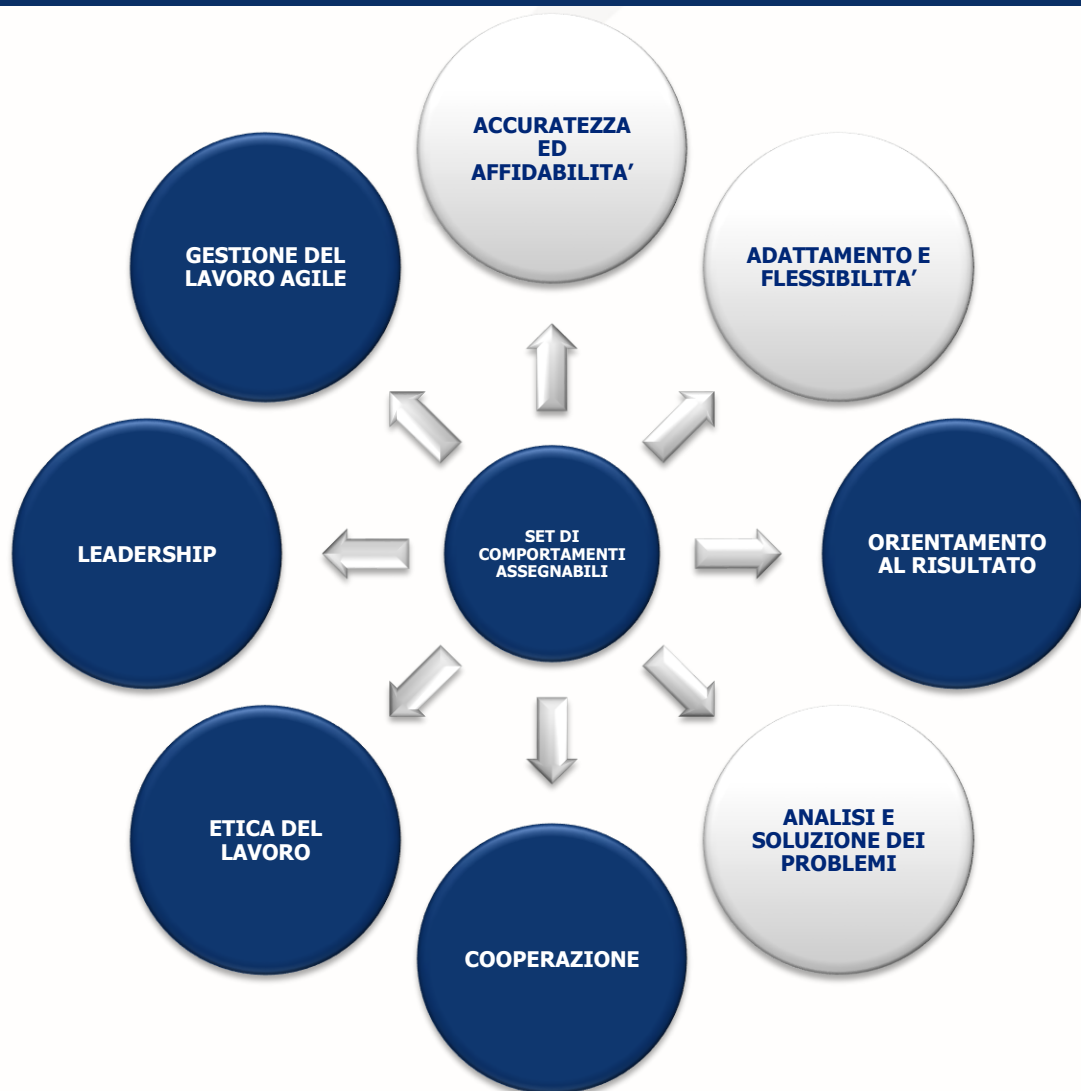 ACCURATEZZA
ED
AFFIDABILITA’
GESTIONE DEL
LAVORO AGILE
ADATTAMENTO E
FLESSIBILITA’
LEADERSHIP
SET DI
COMPORTAMENTI
ASSEGNABILI
ORIENTAMENTO
AL RISULTATO
ETICA DEL
LAVORO
ANALISI E
SOLUZIONE DEI
PROBLEMI
COOPERAZIONE